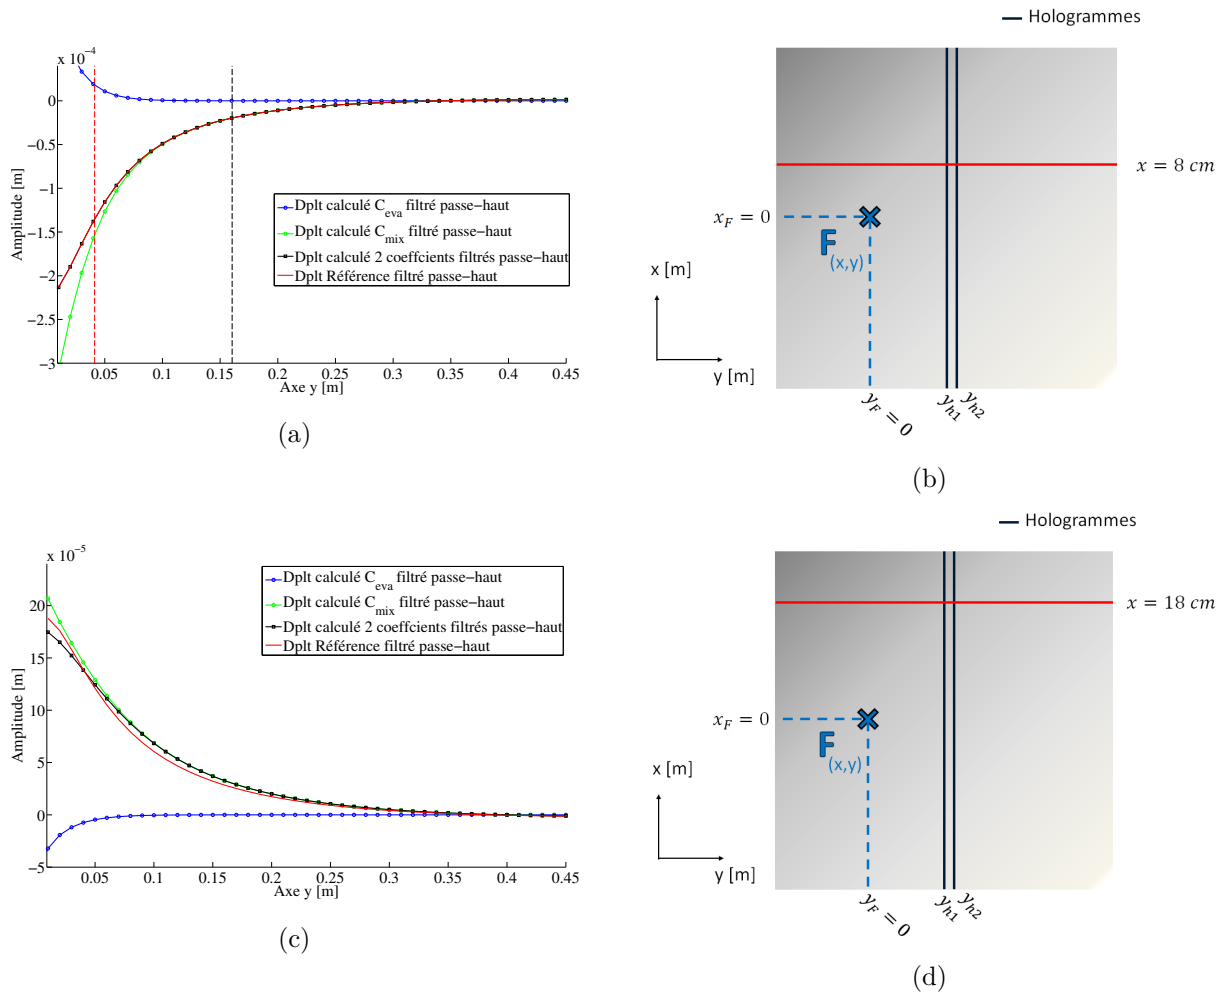 x 10⁻⁴
0
−0.5
−1
−1.5
−2
−2.5
−3
Amplitude [m]
0.05 0.1 0.15 0.2 0.25 0.3 0.35 0.4 0.45
Axe y [m]
Dplt calculé C_eva filtré passe−haut
Dplt calculé C_mix filtré passe−haut
Dplt calculé 2 coeffcients filtrés passe−haut
Dplt Référence filtré passe−haut
(a)
Hologrammes
x = 8 cm
x_F = 0
F(x,y)
x [m]
y [m]
y_F = 0
y_h1
y_h2
(b)
x 10⁻⁵
20
15
10
5
0
−5
Amplitude [m]
0.05 0.1 0.15 0.2 0.25 0.3 0.35 0.4 0.45
Axe y [m]
Dplt calculé C_eva filtré passe−haut
Dplt calculé C_mix filtré passe−haut
Dplt calculé 2 coeffcients filtrés passe−haut
Dplt Référence filtré passe−haut
(c)
Hologrammes
x = 18 cm
x_F = 0
F(x,y)
x [m]
y [m]
y_F = 0
y_h1
y_h2
(d)